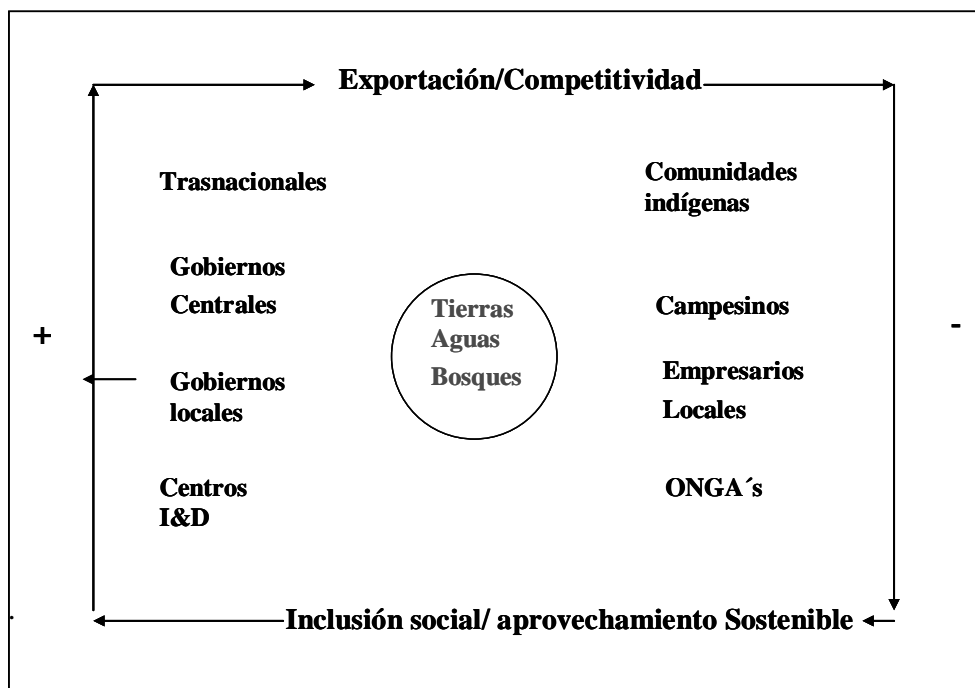 Exportación/Competitividad
Trasnacionales
Comunidades
indígenas
Gobiernos
Centrales
Tierras
Aguas
Bosques
Campesinos
+
-
Gobiernos
locales
Empresarios
Locales
Centros
I&D
ONGA´s
Inclusión social/ aprovechamiento Sostenible